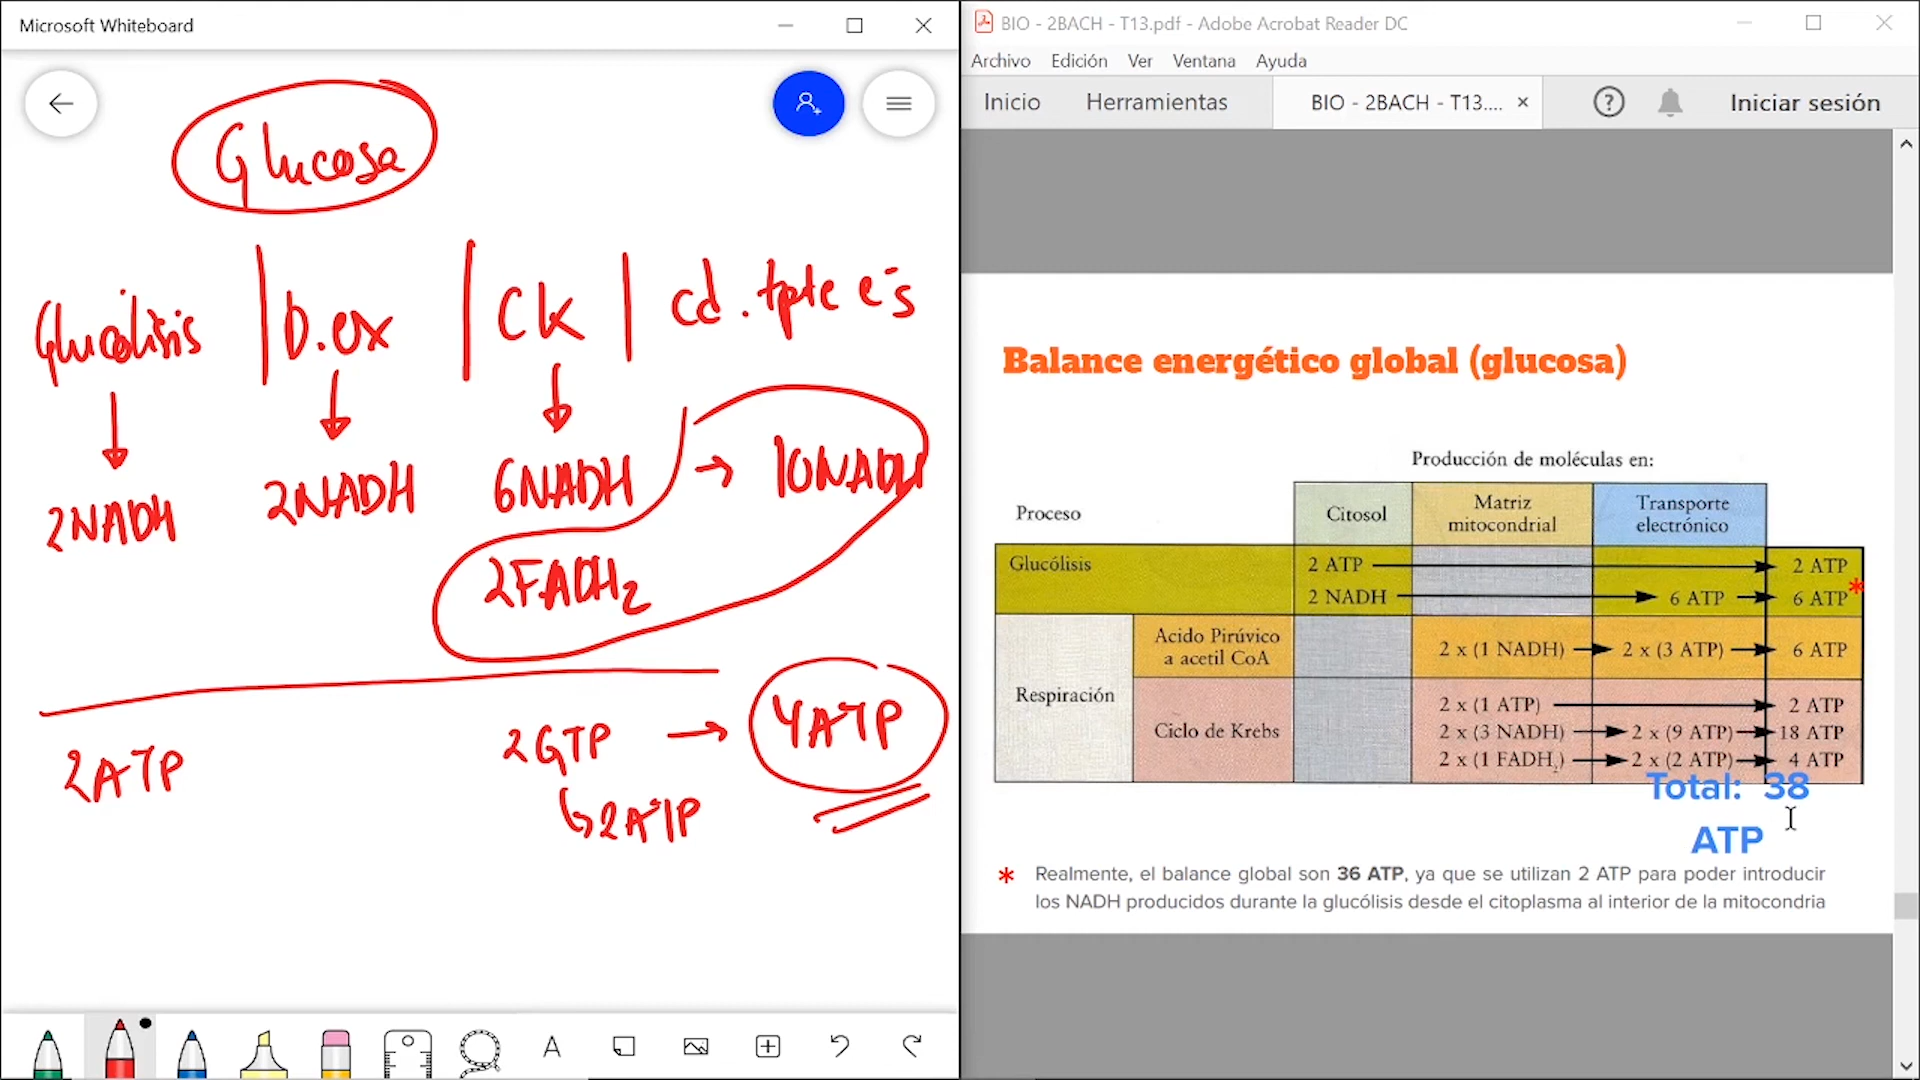 Microsoft Whiteboard
Glucosa
Glucólisis | D.ox | CK | cd. tpte e-s
2NADH 2NADH 6NADH → 10NADH
2FADH2
2ATP 2GTP → 4ATP
↳2ATP
A
BIO - 2BACH - T13.pdf - Adobe Acrobat Reader DC
Archivo Edición Ver Ventana Ayuda
Inicio Herramientas BIO - 2BACH - T13.... × Iniciar sesión
Balance energético global (glucosa)
Producción de moléculas en:
Proceso Citosol Matriz mitocondrial Transporte electrónico
Glucólisis 2 ATP 2 ATP
2 NADH 6 ATP 6 ATP *
Respiración
Acido Pirúvico a acetil CoA 2 x (1 NADH) 2 x (3 ATP) 6 ATP
Ciclo de Krebs
2 x (1 ATP) 2 ATP
2 x (3 NADH) 2 x (9 ATP) 18 ATP
2 x (1 FADH2) 2 x (2 ATP) 4 ATP
Total: 38
ATP
* Realmente, el balance global son 36 ATP, ya que se utilizan 2 ATP para poder introducir
los NADH producidos durante la glucólisis desde el citoplasma al interior de la mitocondria